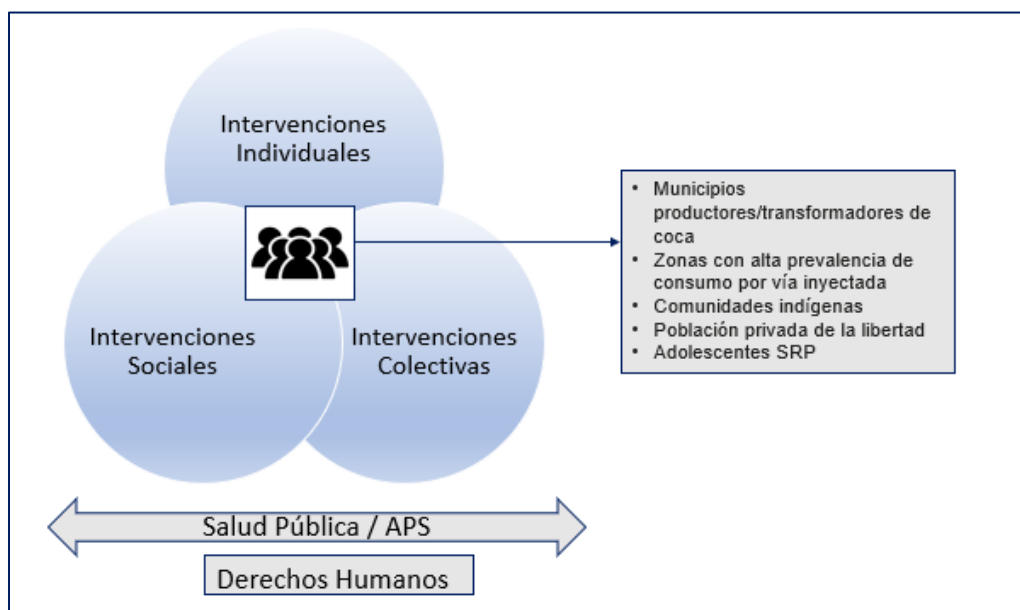 Intervenciones
Individuales
Intervenciones
Sociales
Intervenciones
Colectivas
• Municipios
productores/transformadores de
coca
• Zonas con alta prevalencia de
consumo por vía inyectada
• Comunidades indígenas
• Población privada de la libertad
• Adolescentes SRP
Salud Pública / APS
Derechos Humanos